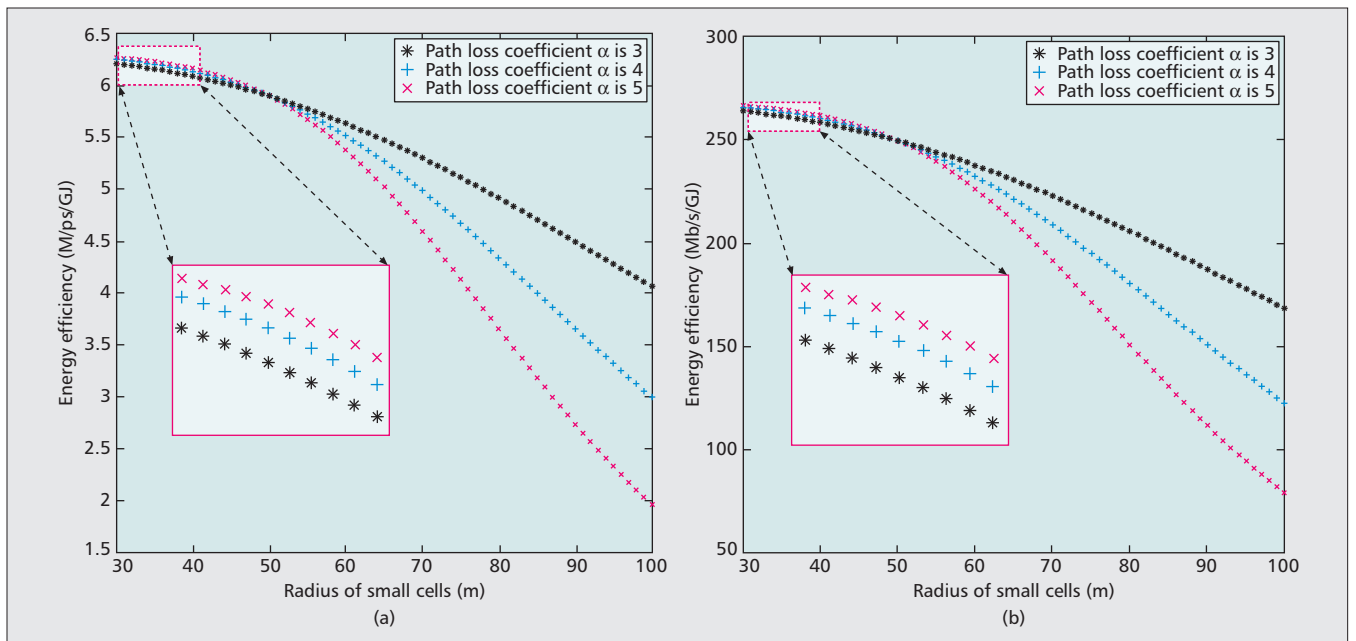 6.5
6
5.5
5
4.5
4
3.5
3
2.5
2
1.5
Energy efficiency (M/ps/GJ)
Path loss coefficient α is 3
Path loss coefficient α is 4
Path loss coefficient α is 5
30 40 50 60 70 80 90 100
Radius of small cells (m)
(a)
300
250
200
150
100
50
Energy efficiency (Mb/s/GJ)
Path loss coefficient α is 3
Path loss coefficient α is 4
Path loss coefficient α is 5
30 40 50 60 70 80 90 100
Radius of small cells (m)
(b)